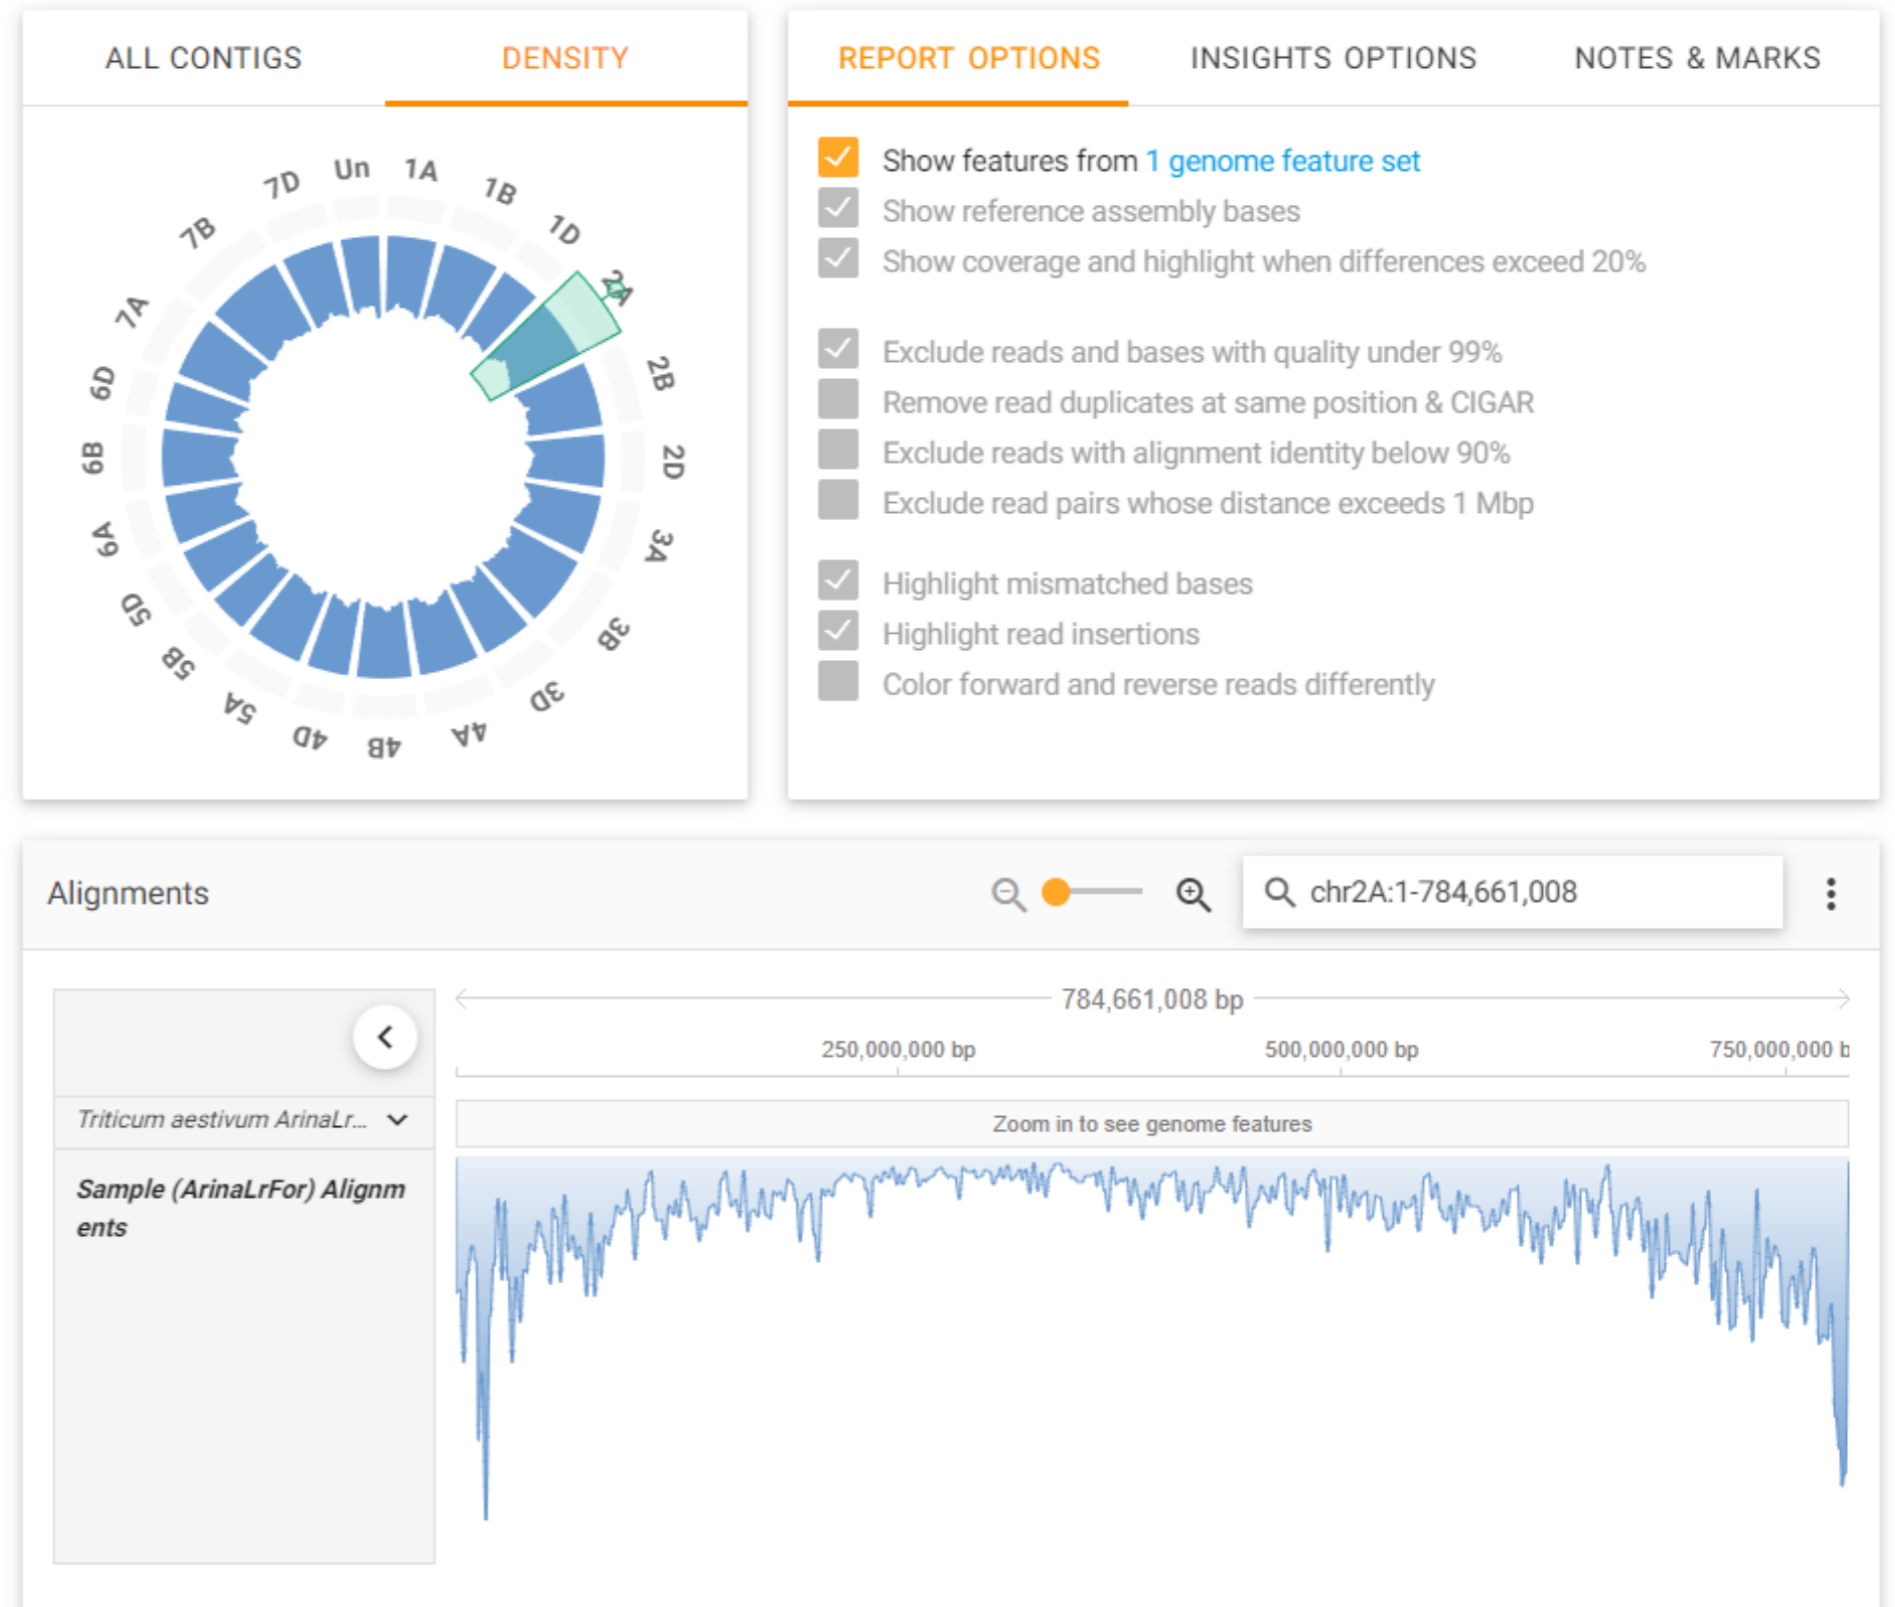 ALL CONTIGS
DENSITY
REPORT OPTIONS
INSIGHTS OPTIONS
NOTES & MARKS
Un
1A
1B
1D
2A
2B
2D
3A
3B
3D
4A
4B
4D
5A
5B
5D
6A
6B
6D
7A
7B
7D
Show features from 1 genome feature set
Show reference assembly bases
Show coverage and highlight when differences exceed 20%
Exclude reads and bases with quality under 99%
Remove read duplicates at same position & CIGAR
Exclude reads with alignment identity below 90%
Exclude read pairs whose distance exceeds 1 Mbp
Highlight mismatched bases
Highlight read insertions
Color forward and reverse reads differently
Alignments
chr2A:1-784,661,008
784,661,008 bp
250,000,000 bp
500,000,000 bp
750,000,000 b
Triticum aestivum ArinaLr...
Zoom in to see genome features
Sample (ArinaLrFor) Alignm
ents